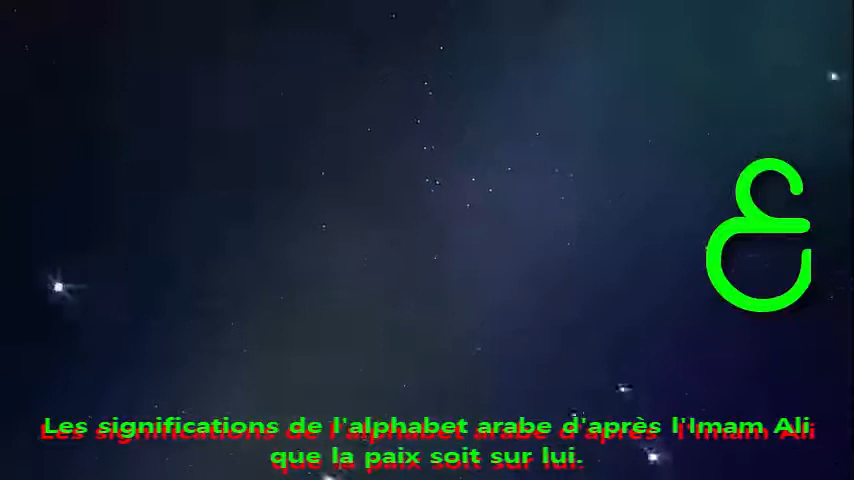 ع
Les significations de l'alphabet arabe d'après l'Imam Ali
que la paix soit sur lui.